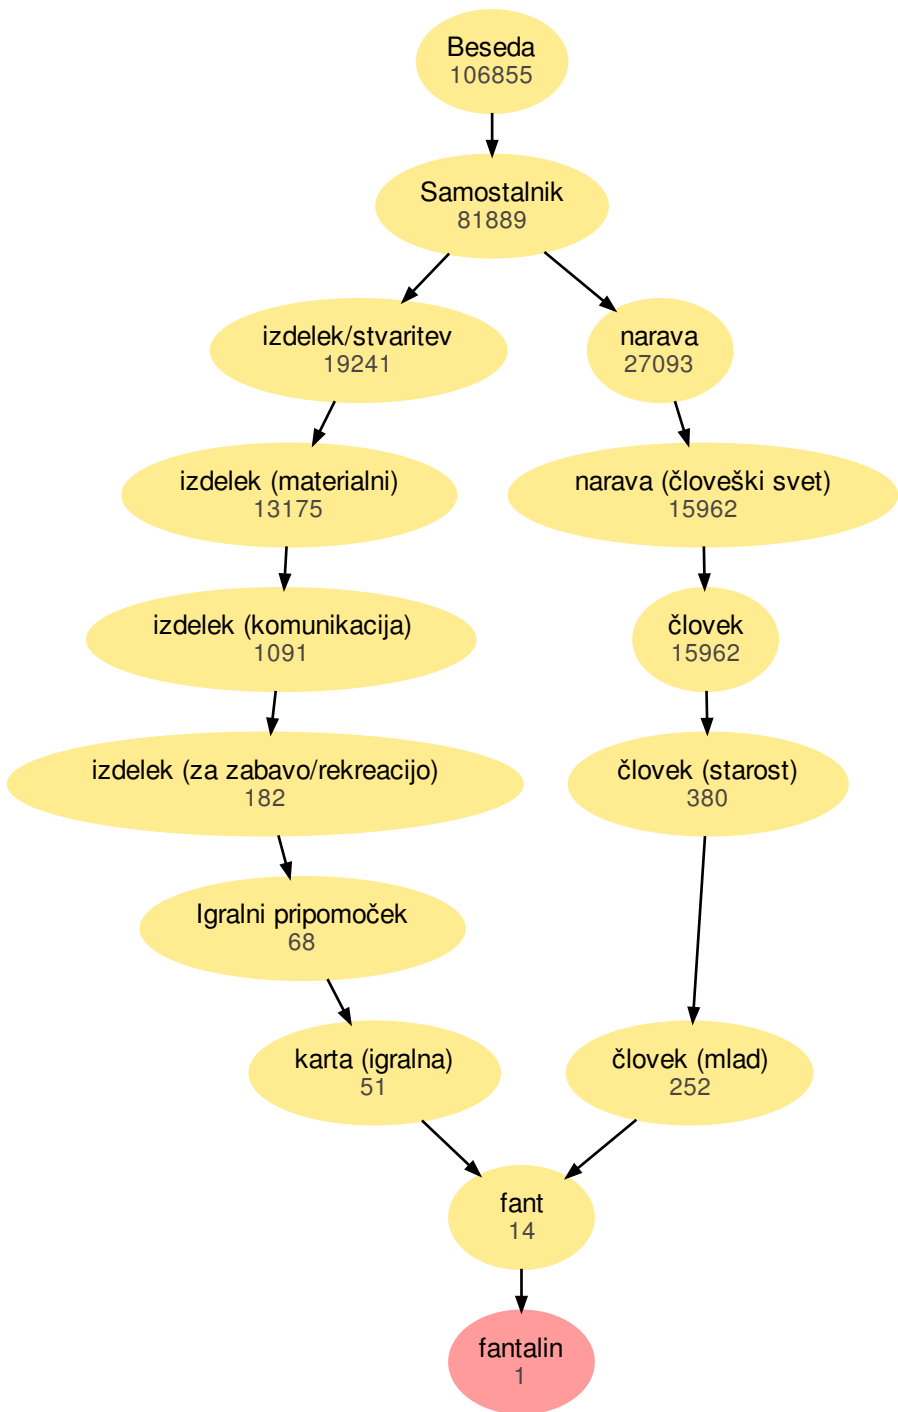 Beseda
106855
Samostalnik
81889
izdelek/stvaritev
19241
narava
27093
izdelek (materialni)
13175
narava (človeški svet)
15962
izdelek (komunikacija)
1091
človek
15962
izdelek (za zabavo/rekreacijo)
182
človek (starost)
380
Igralni pripomoček
68
karta (igralna)
51
človek (mlad)
252
fant
14
fantalin
1